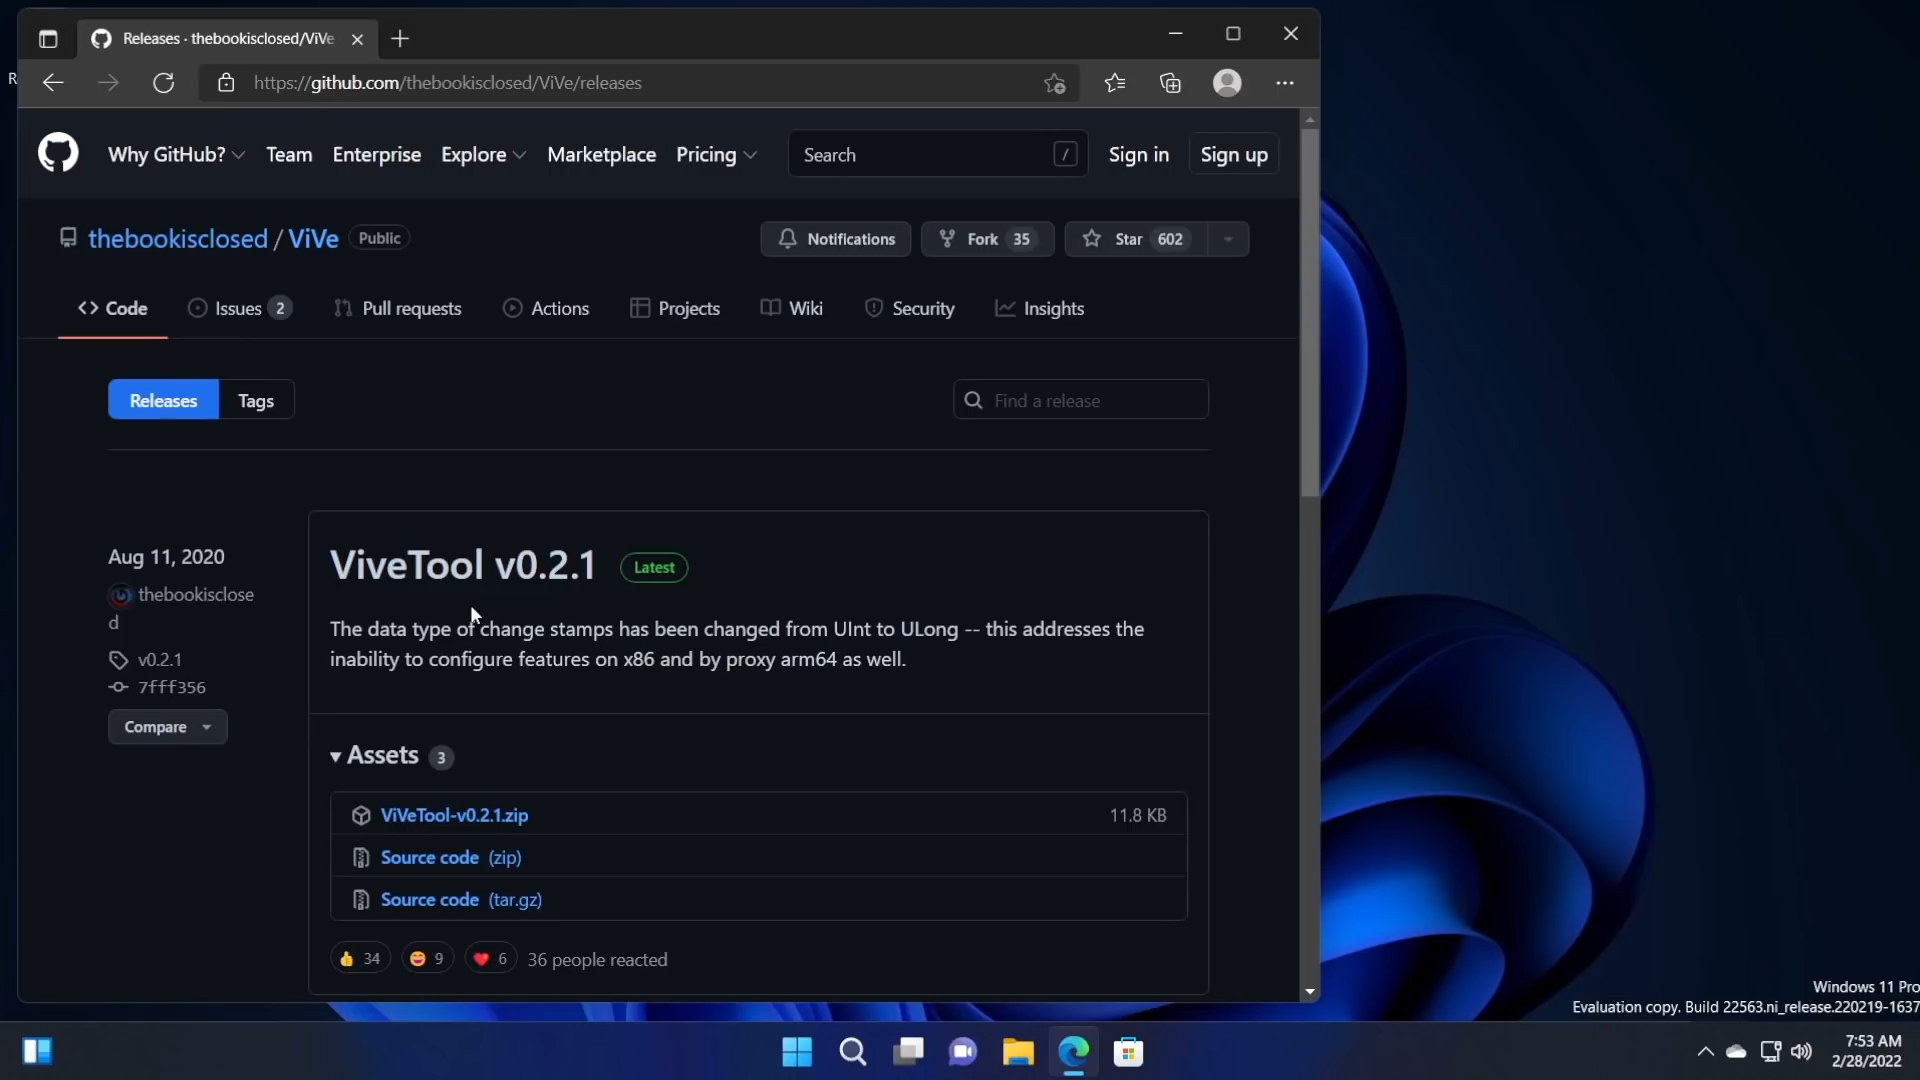 Releases · thebookisclosed/ViVe
R
https://github.com/thebookisclosed/ViVe/releases
Why GitHub? Team Enterprise Explore Marketplace Pricing Search / Sign in Sign up
thebookisclosed / ViVe Public Notifications Fork 35 Star 602
Code Issues 2 Pull requests Actions Projects Wiki Security Insights
Releases Tags Find a release
Aug 11, 2020
thebookisclose
d
v0.2.1
7fff356
Compare
ViveTool v0.2.1 Latest
The data type of change stamps has been changed from UInt to ULong -- this addresses the
inability to configure features on x86 and by proxy arm64 as well.
Assets 3
ViVeTool-v0.2.1.zip 11.8 KB
Source code (zip)
Source code (tar.gz)
34 9 6 36 people reacted
Windows 11 Pro
Evaluation copy. Build 22563.ni_release.220219-1637
7:53 AM
2/28/2022